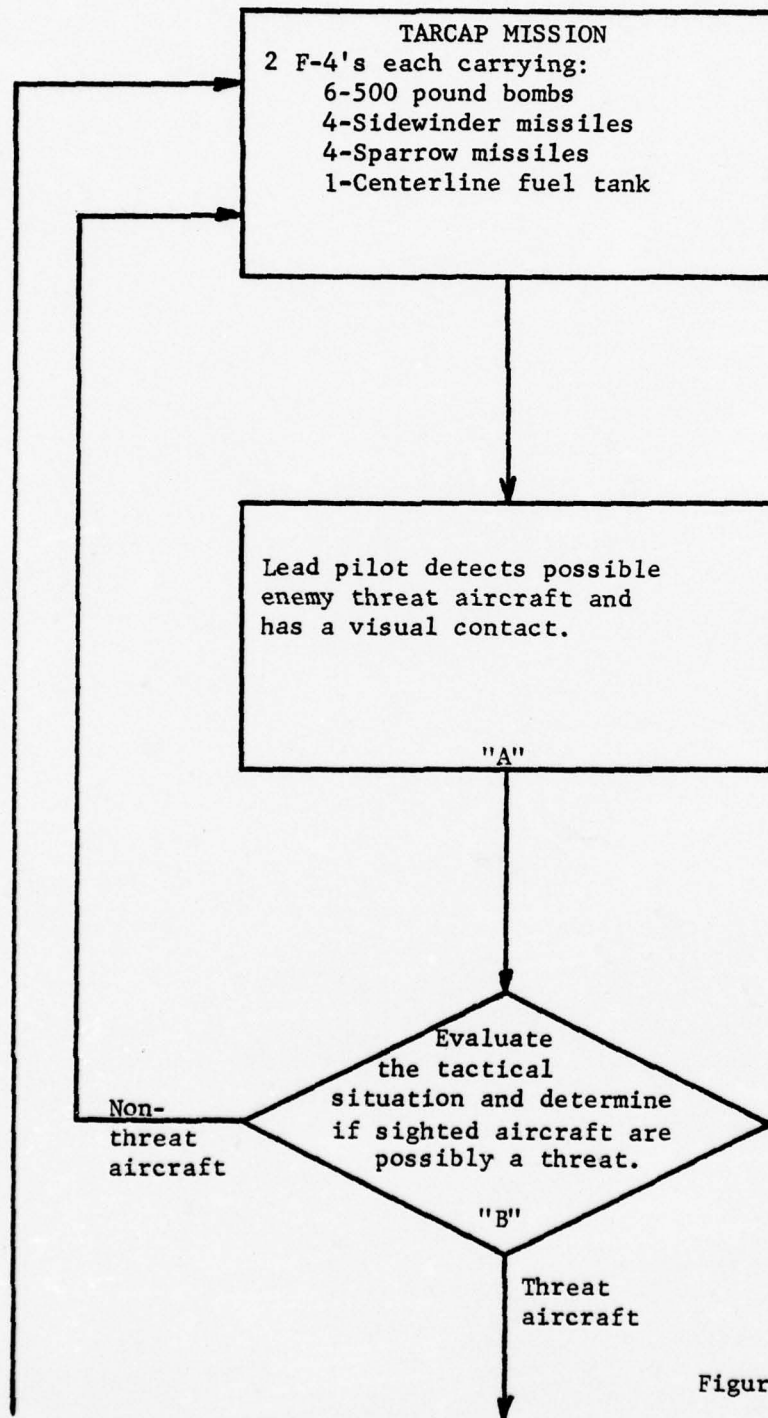 TARCAP MISSION
2 F-4's each carrying:
6-500 pound bombs
4-Sidewinder missiles
4-Sparrow missiles
1-Centerline fuel tank
Lead pilot detects possible
enemy threat aircraft and
has a visual contact.
"A"
Evaluate
the tactical
situation and determine
if sighted aircraft are
possibly a threat.
"B"
Non-
threat
aircraft
Threat
aircraft
Figur